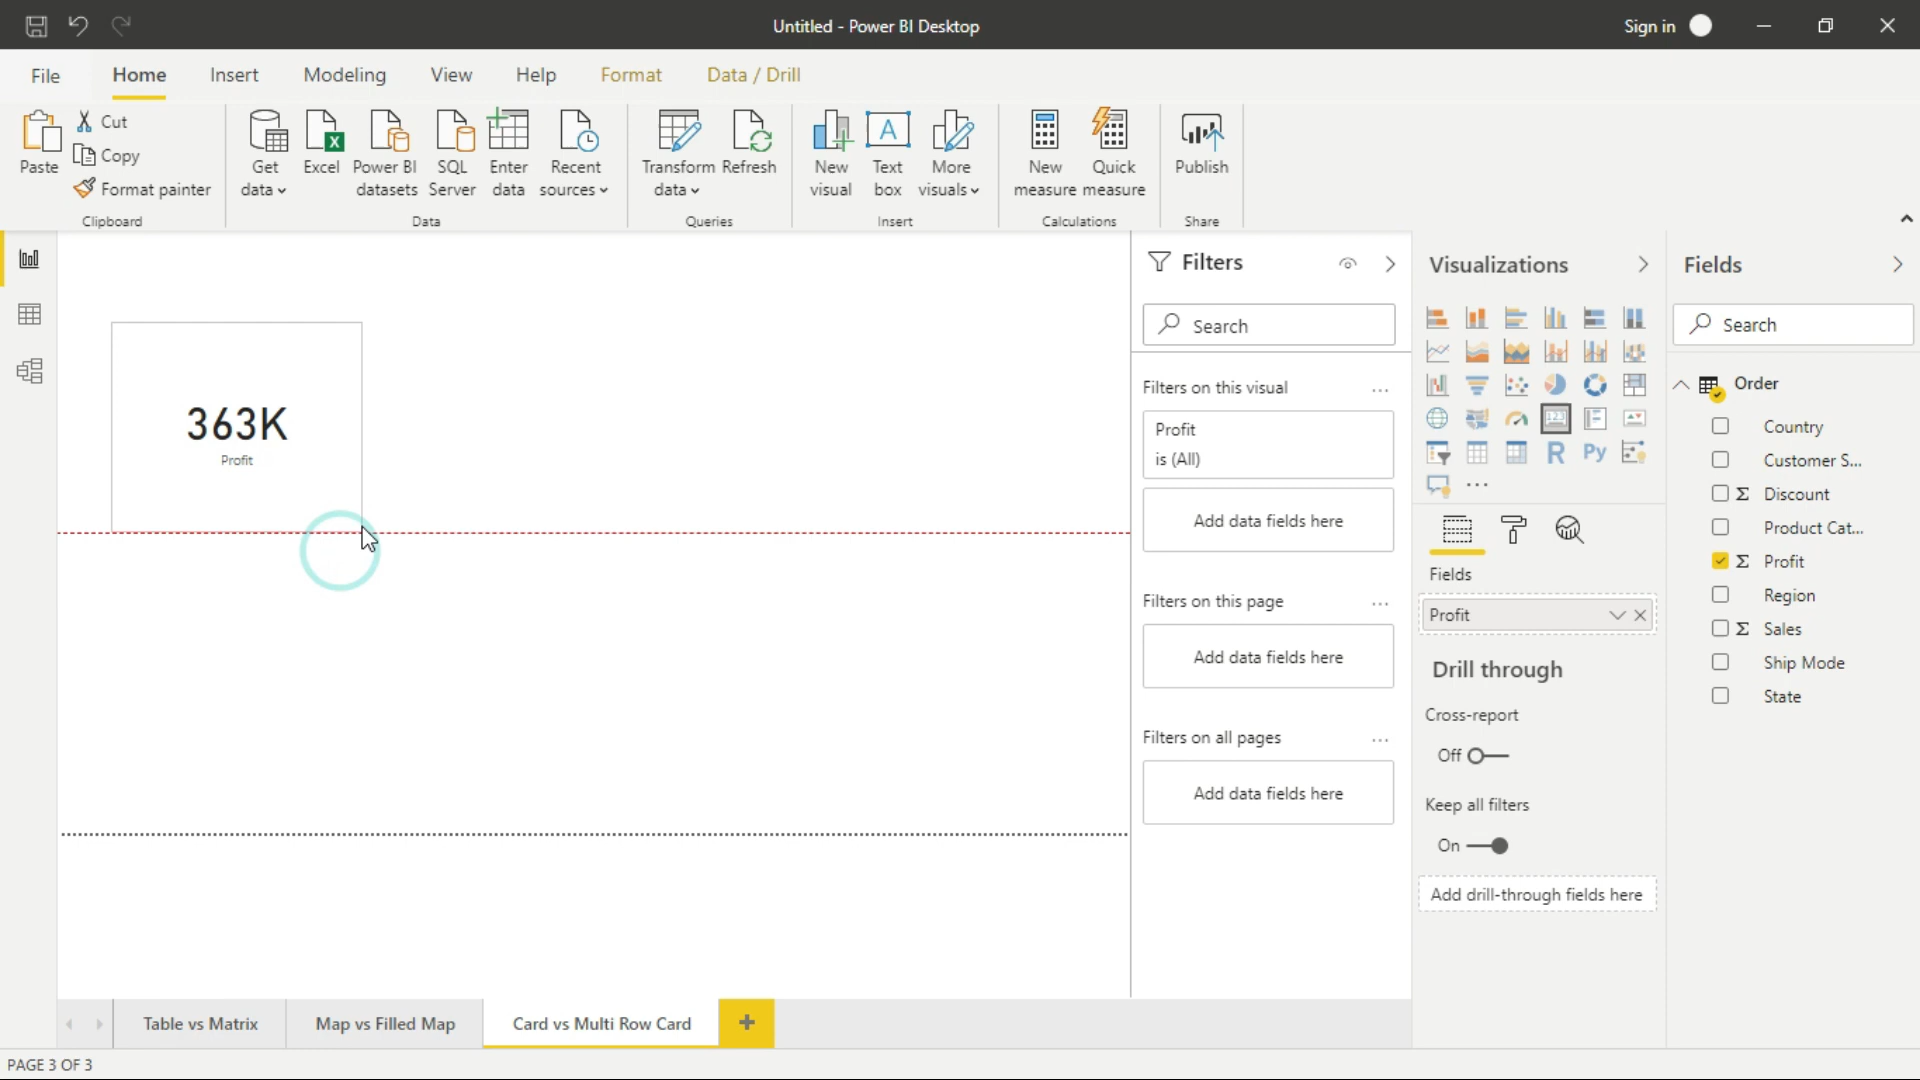 Untitled - Power BI Desktop
Sign in
File
Home
Insert
Modeling
View
Help
Format
Data / Drill
Paste
Cut
Copy
Format painter
Clipboard
Get
data
Excel
Power BI
datasets
SQL
Server
Enter
data
Recent
sources
Data
Transform
data
Refresh
Queries
New
visual
A
Text
box
More
visuals
Insert
New
measure
Quick
measure
Calculations
Publish
Share
363K
Profit
Filters
Search
Filters on this visual
...
Profit
is (All)
Add data fields here
Filters on this page
...
Add data fields here
Filters on all pages
...
Add data fields here
Visualizations
123
R
Py
...
Fields
Profit
Drill through
Cross-report
Off
Keep all filters
On
Add drill-through fields here
Fields
Search
Order
Country
Customer S...
Σ Discount
Product Cat...
Σ Profit
Region
Σ Sales
Ship Mode
State
Table vs Matrix
Map vs Filled Map
Card vs Multi Row Card
+
PAGE 3 OF 3